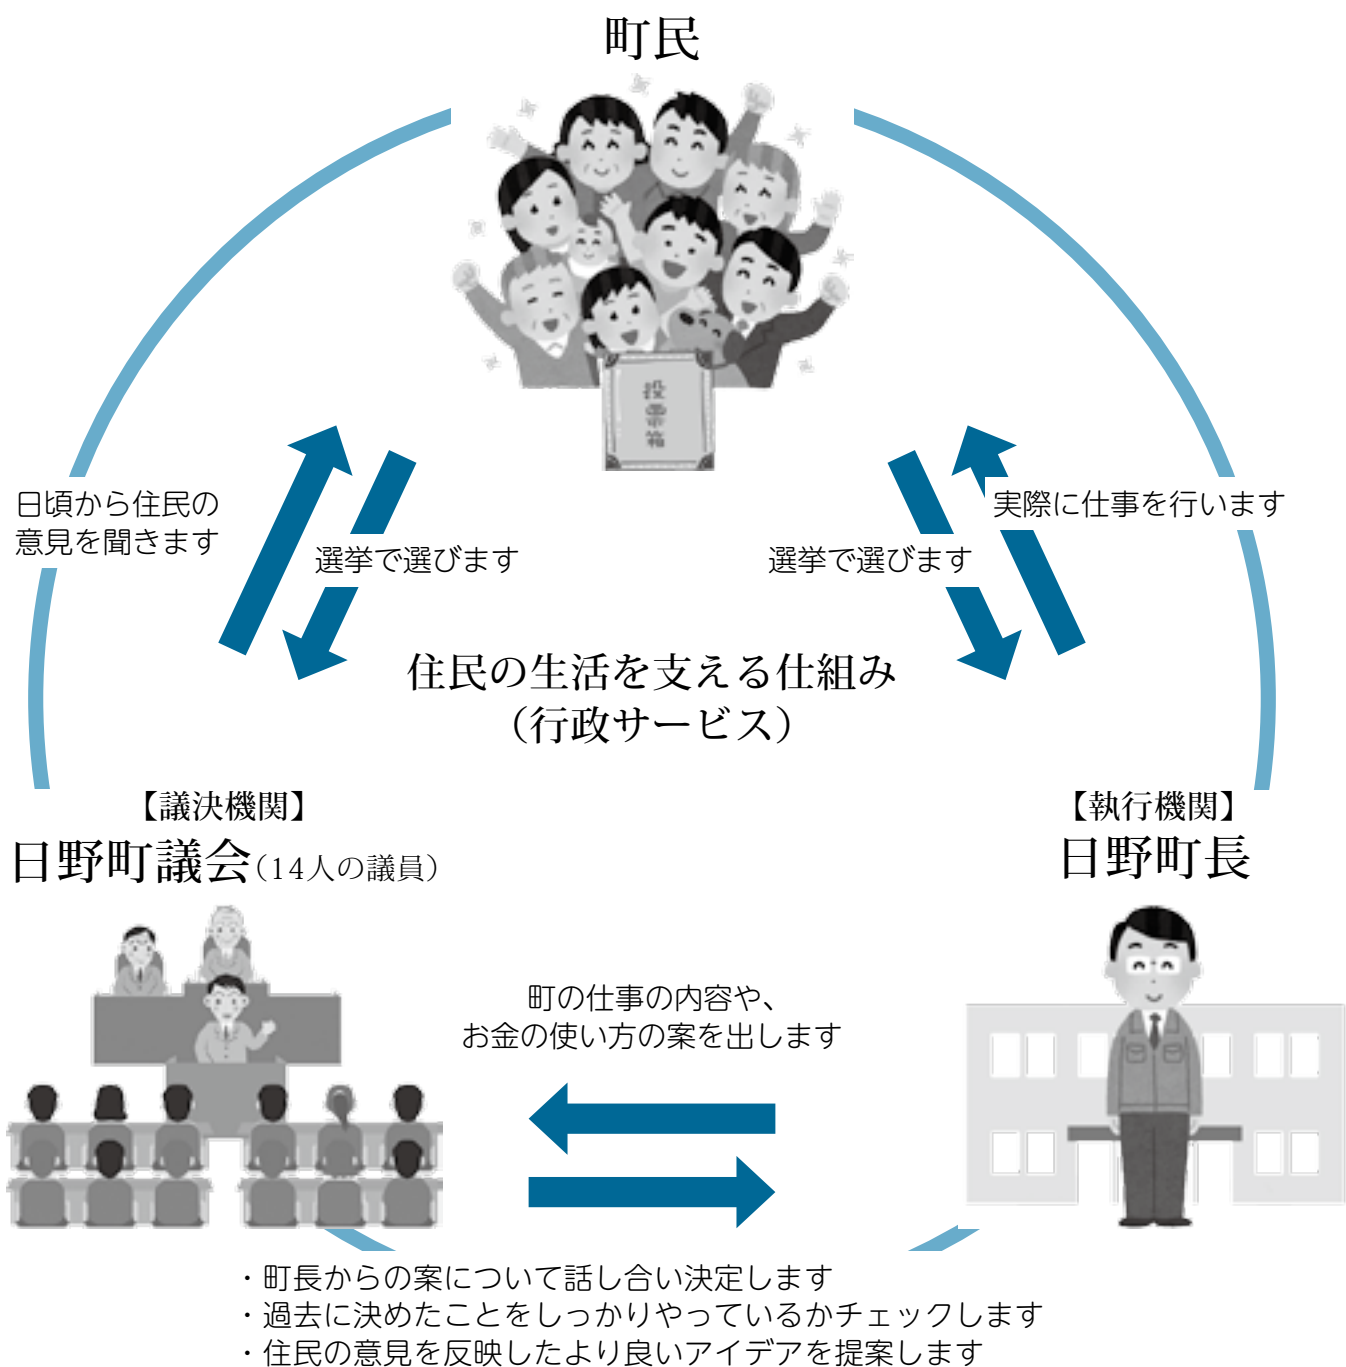 町民
投票箱
日頃から住民の
意見を聞きます
選挙で選びます
選挙で選びます
実際に仕事を行います
住民の生活を支える仕組み
（行政サービス）
【議決機関】
日野町議会（14人の議員）
【執行機関】
日野町長
町の仕事の内容や、
お金の使い方の案を出します
・町長からの案について話し合い決定します
・過去に決めたことをしっかりやっているかチェックします
・住民の意見を反映したより良いアイデアを提案します